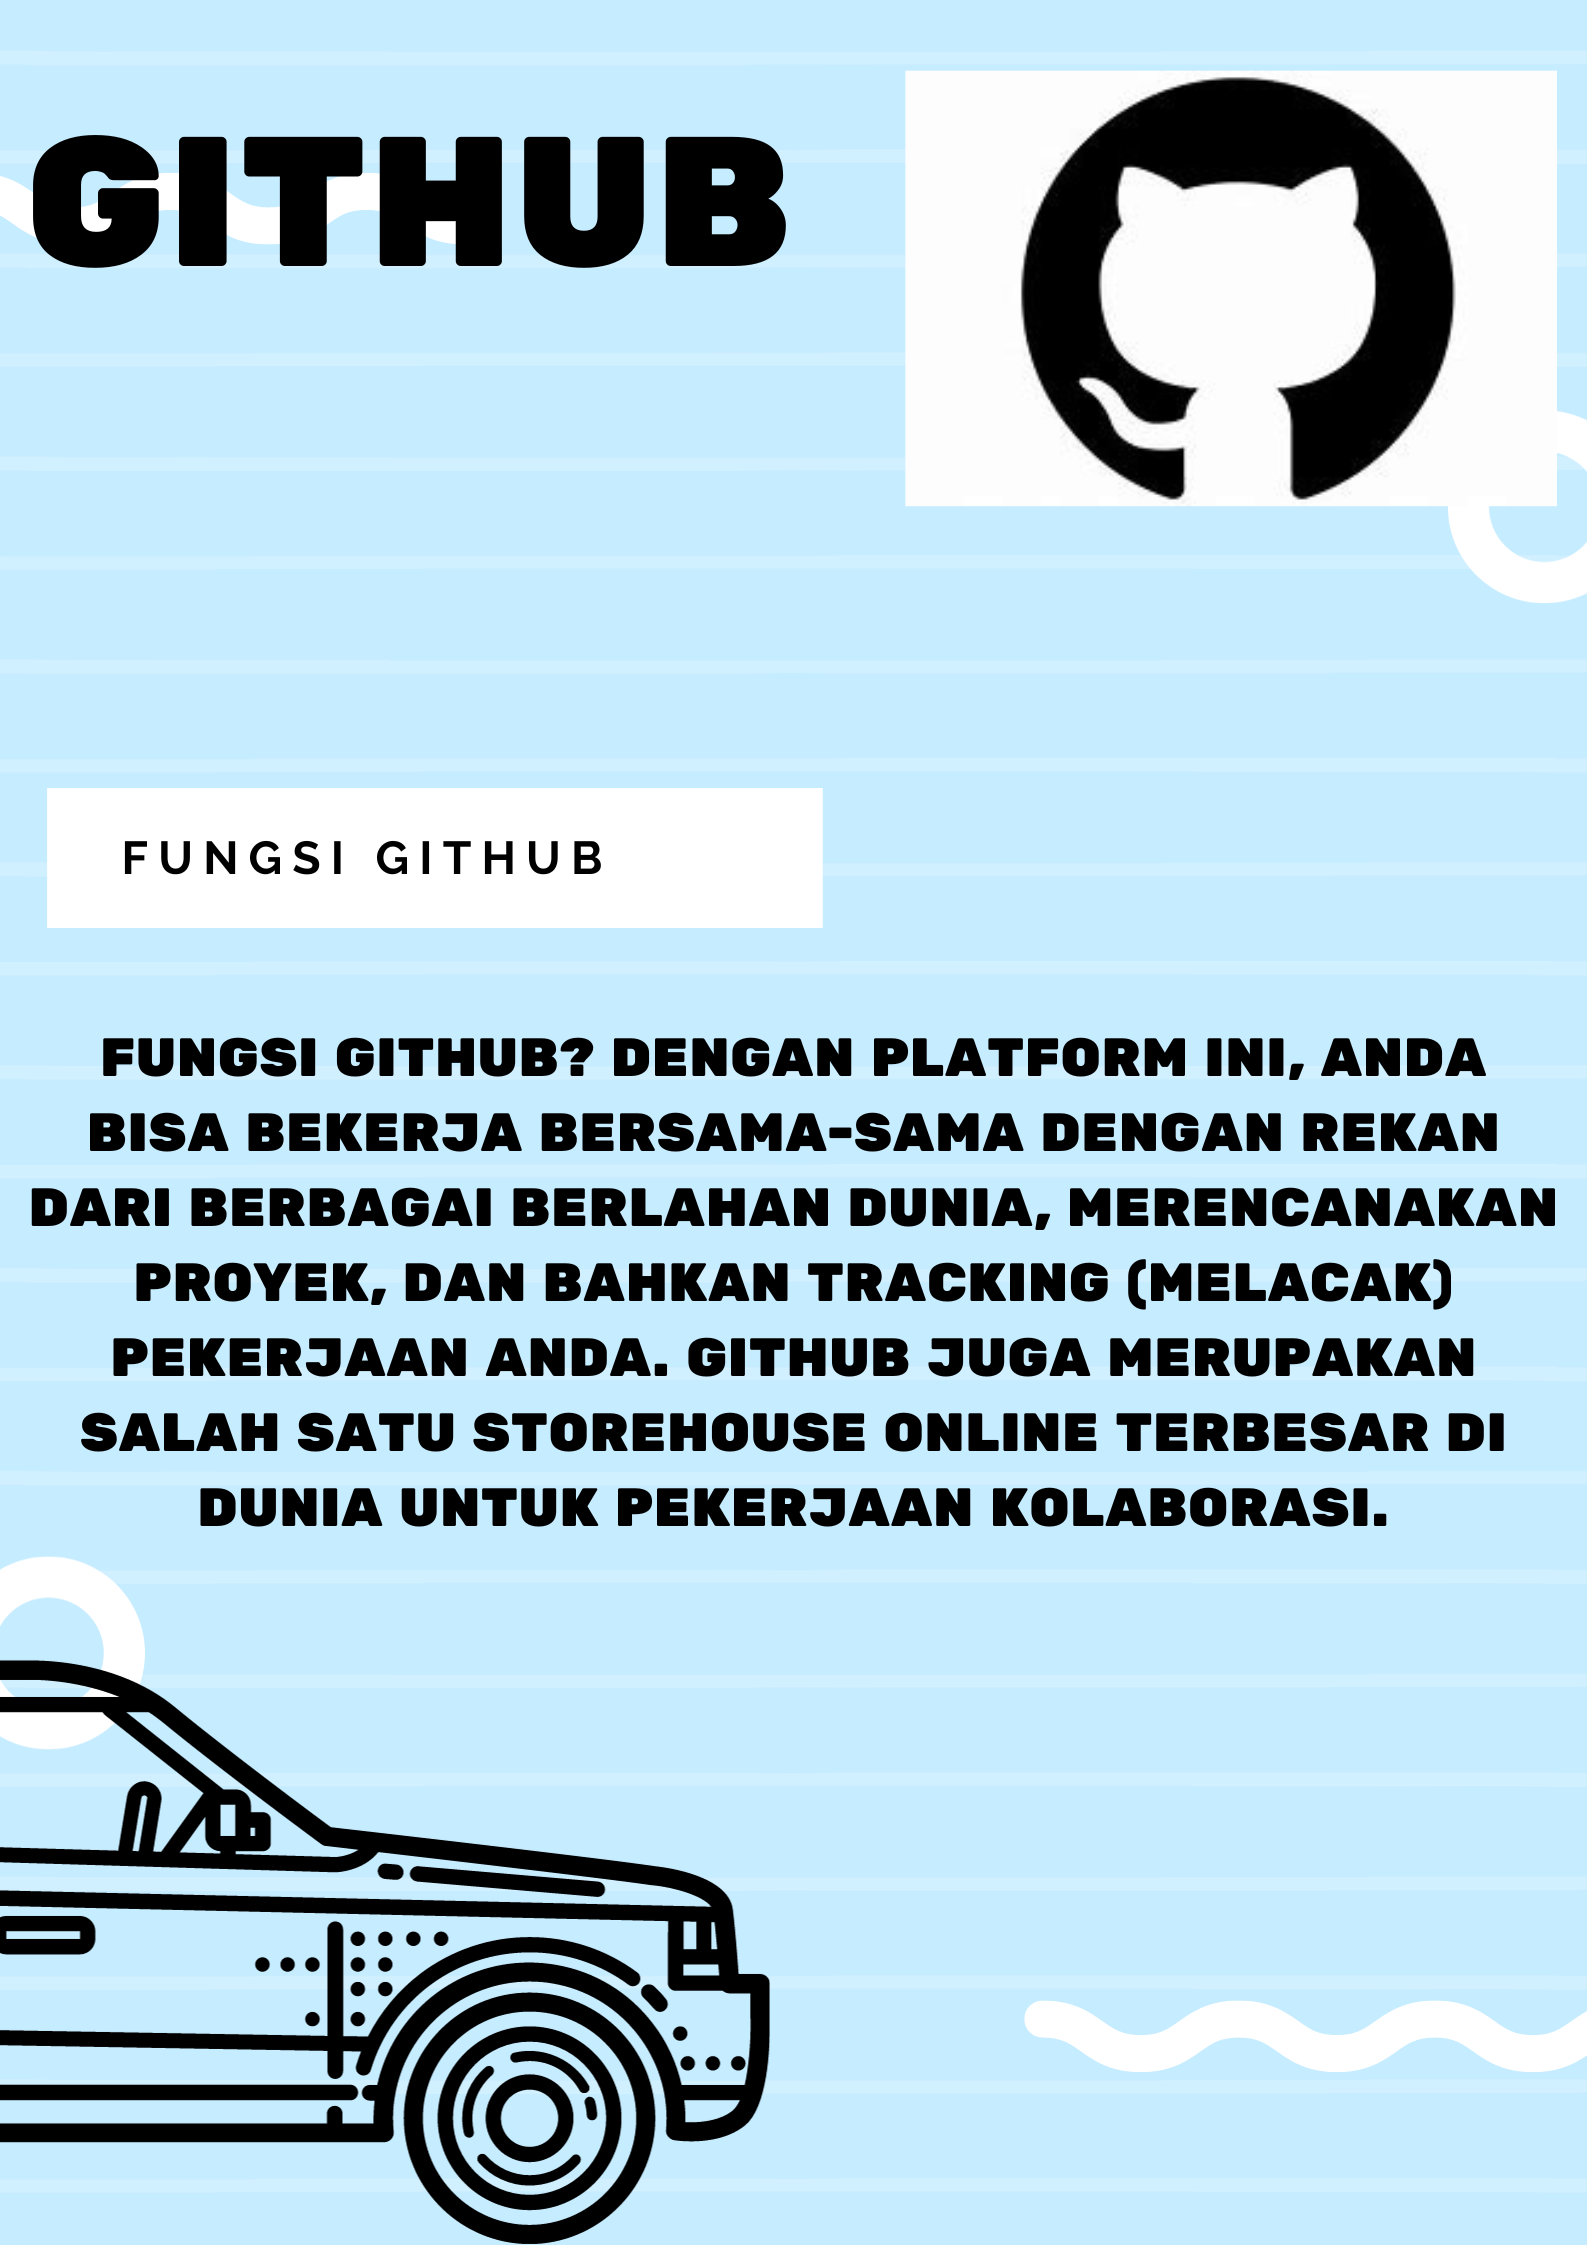 GITHUB
FUNGSI GITHUB
FUNGSI GITHUB? DENGAN PLATFORM INI, ANDA
BISA BEKERJA BERSAMA-SAMA DENGAN REKAN
DARI BERBAGAI BERLAHAN DUNIA, MERENCANAKAN
PROYEK, DAN BAHKAN TRACKING (MELACAK)
PEKERJAAN ANDA. GITHUB JUGA MERUPAKAN
SALAH SATU STOREHOUSE ONLINE TERBESAR DI
DUNIA UNTUK PEKERJAAN KOLABORASI.